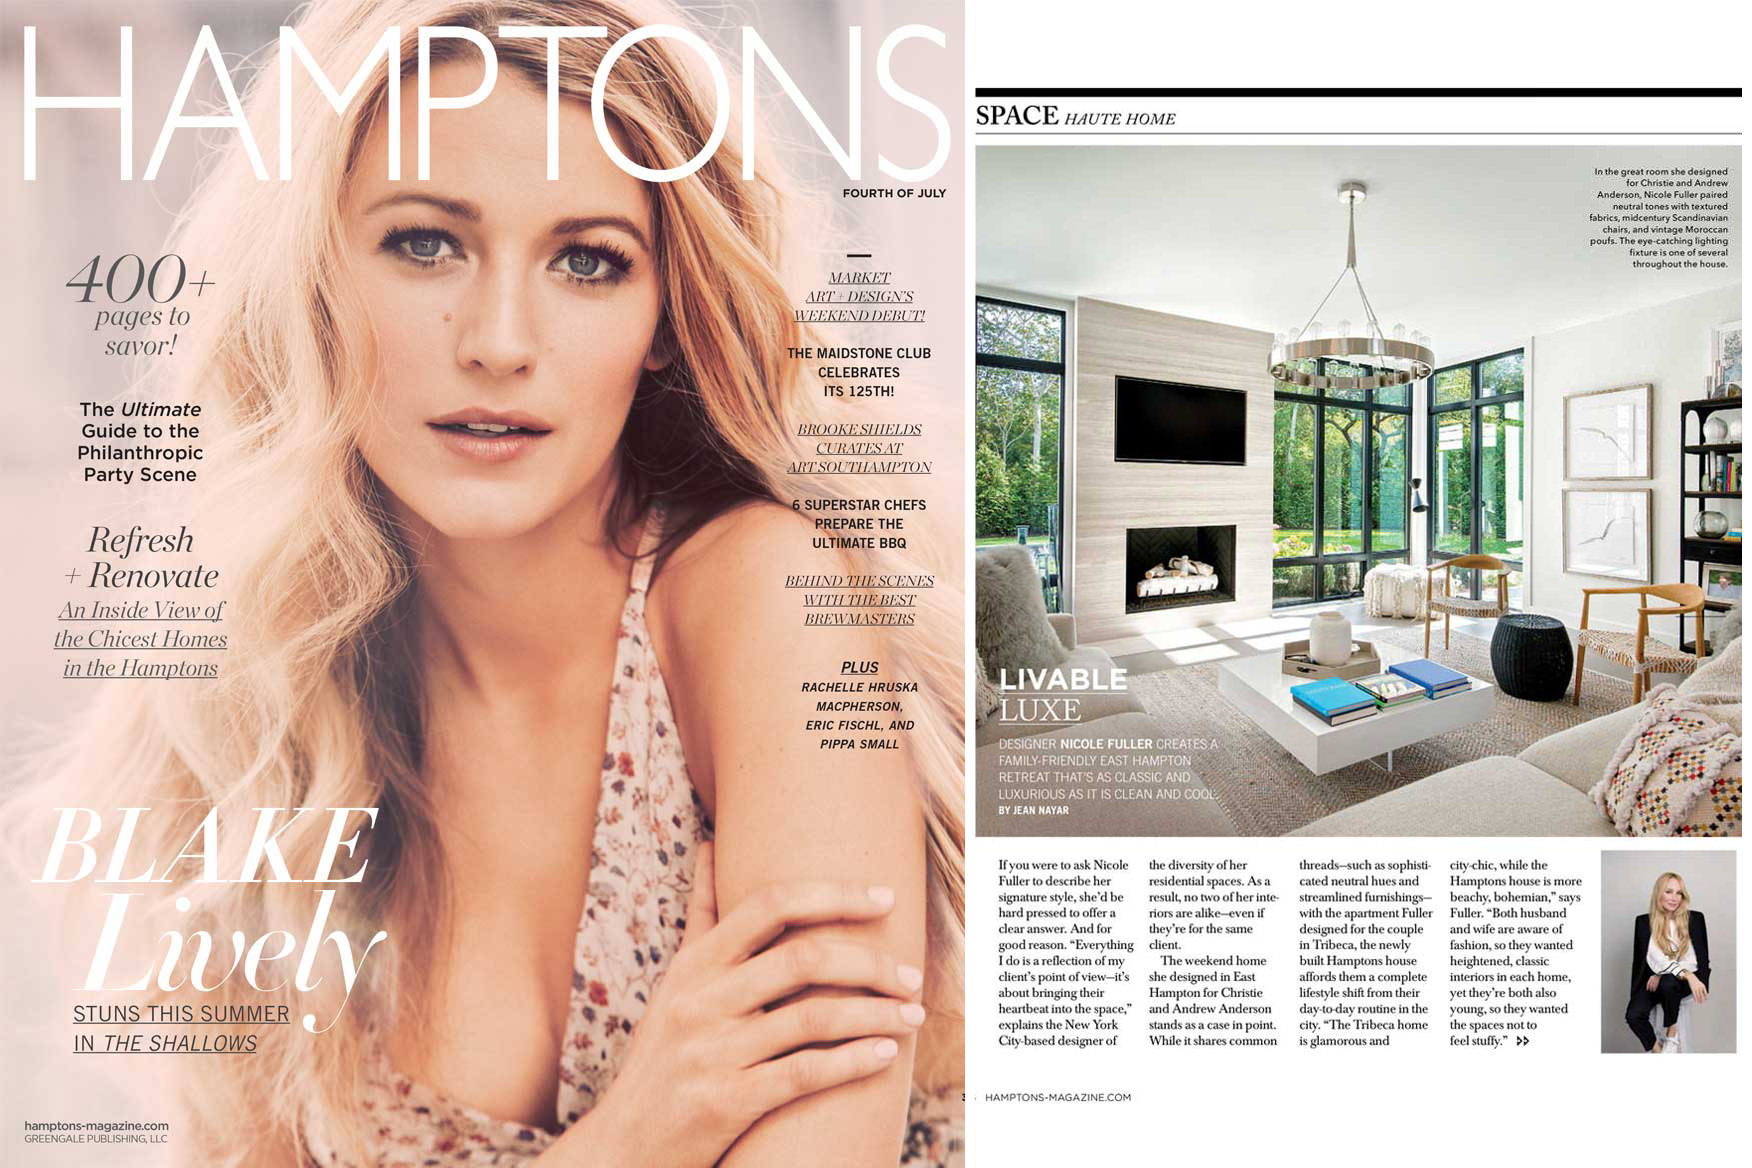 HAMPTONS
FOURTH OF JULY
400+
pages to
savor!
The Ultimate
Guide to the
Philanthropic
Party Scene
Refresh
+ Renovate
An Inside View of
the Chicest Homes
in the Hamptons
MARKET
ART + DESIGN'S
WEEKEND DEBUT!
THE MAIDSTONE CLUB
CELEBRATES
ITS 125TH!
BROOKE SHIELDS
CURATES AT
ART SOUTHAMPTON
6 SUPERSTAR CHEFS
PREPARE THE
ULTIMATE BBQ
BEHIND THE SCENES
WITH THE BEST
BREWMASTERS
PLUS
RACHELLE HRUSKA
MACPHERSON,
ERIC FISCHL, AND
PIPPA SMALL
BLAKE
Lively
STUNS THIS SUMMER
IN THE SHALLOWS
hamptons-magazine.com
GREENGALE PUBLISHING, LLC
SPACE HAUTE HOME
In the great room she designed
for Christie and Andrew
Anderson, Nicole Fuller paired
neutral tones with textured
fabrics, midcentury Scandinavian
chairs, and vintage Moroccan
poufs. The eye-catching lighting
fixture is one of several
throughout the house.
LIVABLE
LUXE
DESIGNER NICOLE FULLER CREATES A
FAMILY-FRIENDLY EAST HAMPTON
RETREAT THAT'S AS CLASSIC AND
LUXURIOUS AS IT IS CLEAN AND COOL.
BY JEAN NAYAR
If you were to ask Nicole
Fuller to describe her
signature style, she'd be
hard pressed to offer a
clear answer. And for
good reason. “Everything
I do is a reflection of my
client's point of view—it's
about bringing their
heartbeat into the space,”
explains the New York
City-based designer of
the diversity of her
residential spaces. As a
result, no two of her inte-
riors are alike—even if
they're for the same
client.
The weekend home
she designed in East
Hampton for Christie
and Andrew Anderson
stands as a case in point.
While it shares common
threads—such as sophisti-
cated neutral hues and
streamlined furnishings—
with the apartment Fuller
designed for the couple
in Tribeca, the newly
built Hamptons house
affords them a complete
lifestyle shift from their
day-to-day routine in the
city. “The Tribeca home
is glamorous and
city-chic, while the
Hamptons house is more
beachy, bohemian,” says
Fuller. “Both husband
and wife are aware of
fashion, so they wanted
heightened, classic
interiors in each home,
yet they're both also
young, so they wanted
the spaces not to
feel stuffy.”
HAMPTONS-MAGAZINE.COM